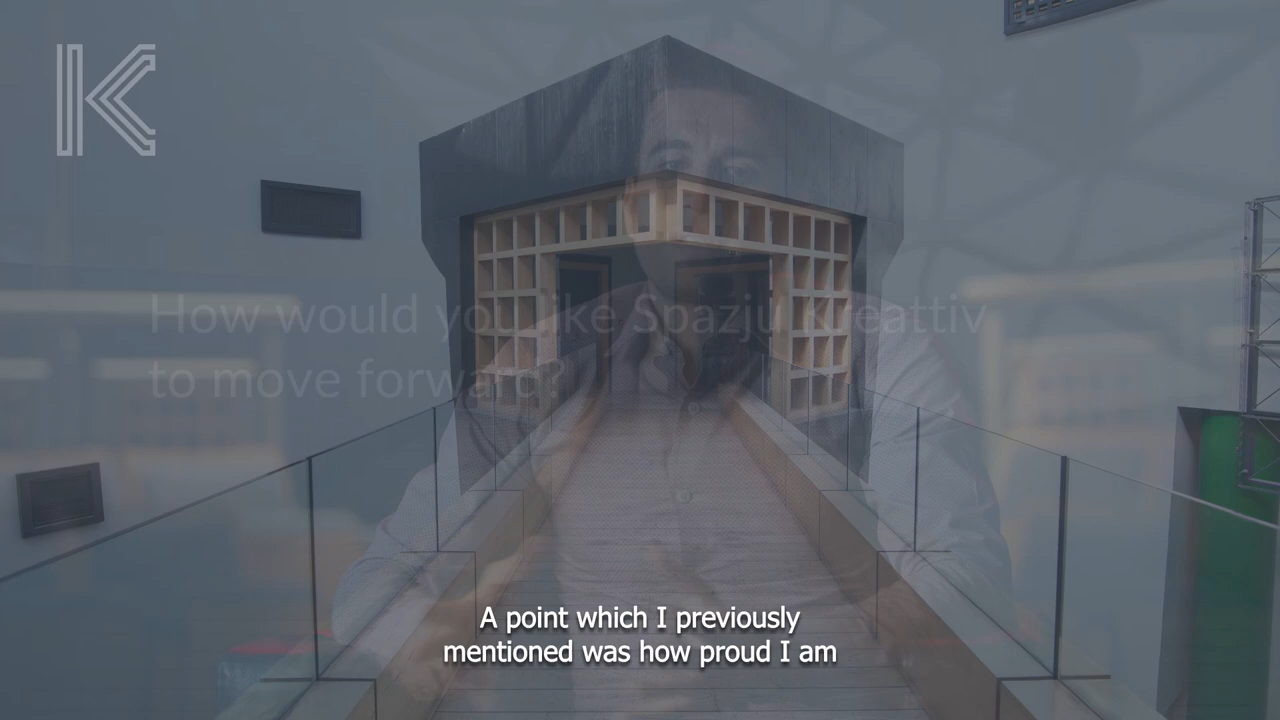 K
How would you like Spazju Kreattiv
to move forward?
A point which I previously
mentioned was how proud I am